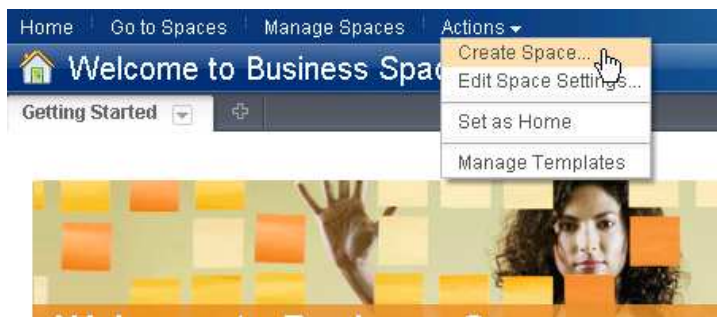 Home Go to Spaces Manage Spaces Actions
Welcome to Business Spa
Create Space...
Edit Space Settings...
Getting Started
Set as Home
Manage Templates